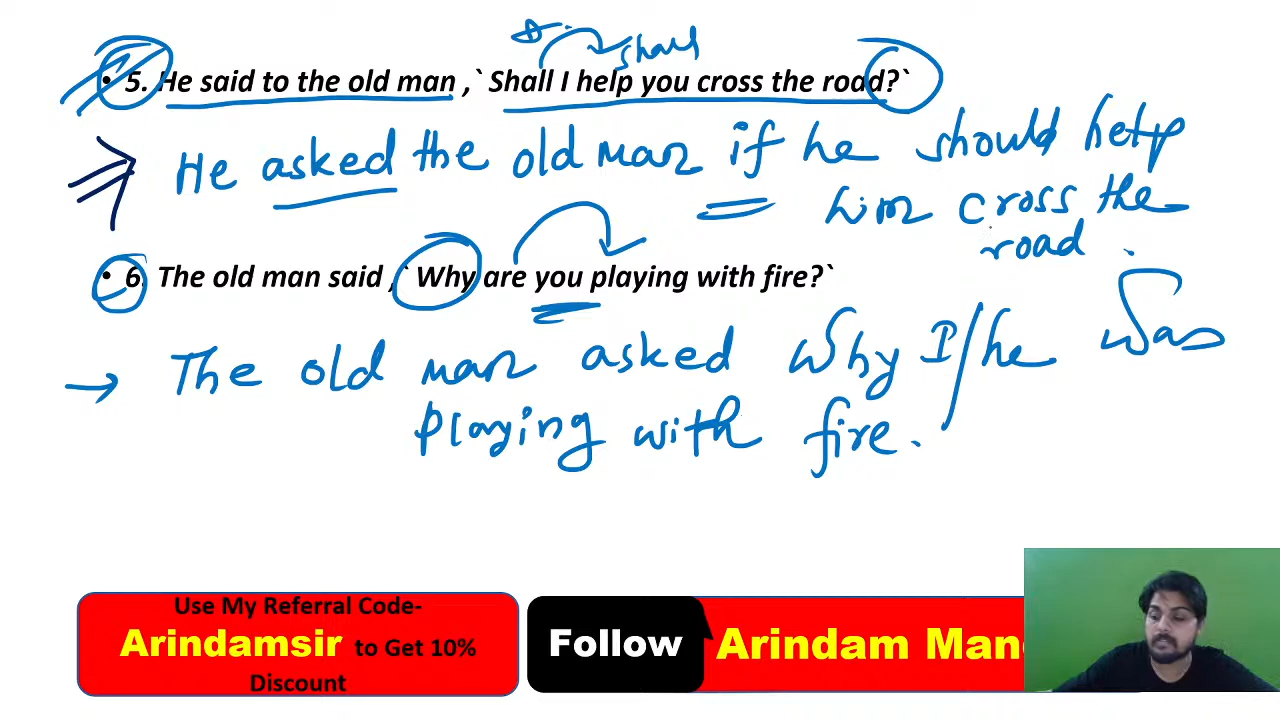 shall
• 5. He said to the old man ,` Shall I help you cross the road?`
He asked the old man if he should help
him cross the
road .
• 6. The old man said ,` Why are you playing with fire?`
→ The old man asked why I/he was
playing with fire.
Use My Referral Code-
Arindamsir to Get 10%
Discount
Follow
Arindam Man